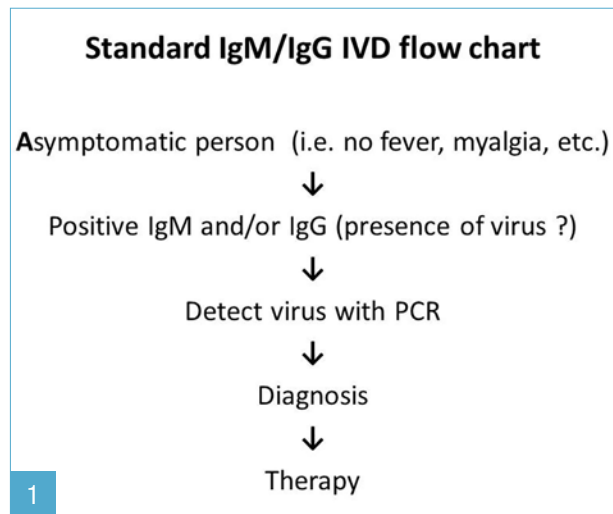 Standard IgM/IgG IVD flow chart
Asymptomatic person (i.e. no fever, myalgia, etc.)
↓
Positive IgM and/or IgG (presence of virus ?)
↓
Detect virus with PCR
↓
Diagnosis
↓
Therapy
1